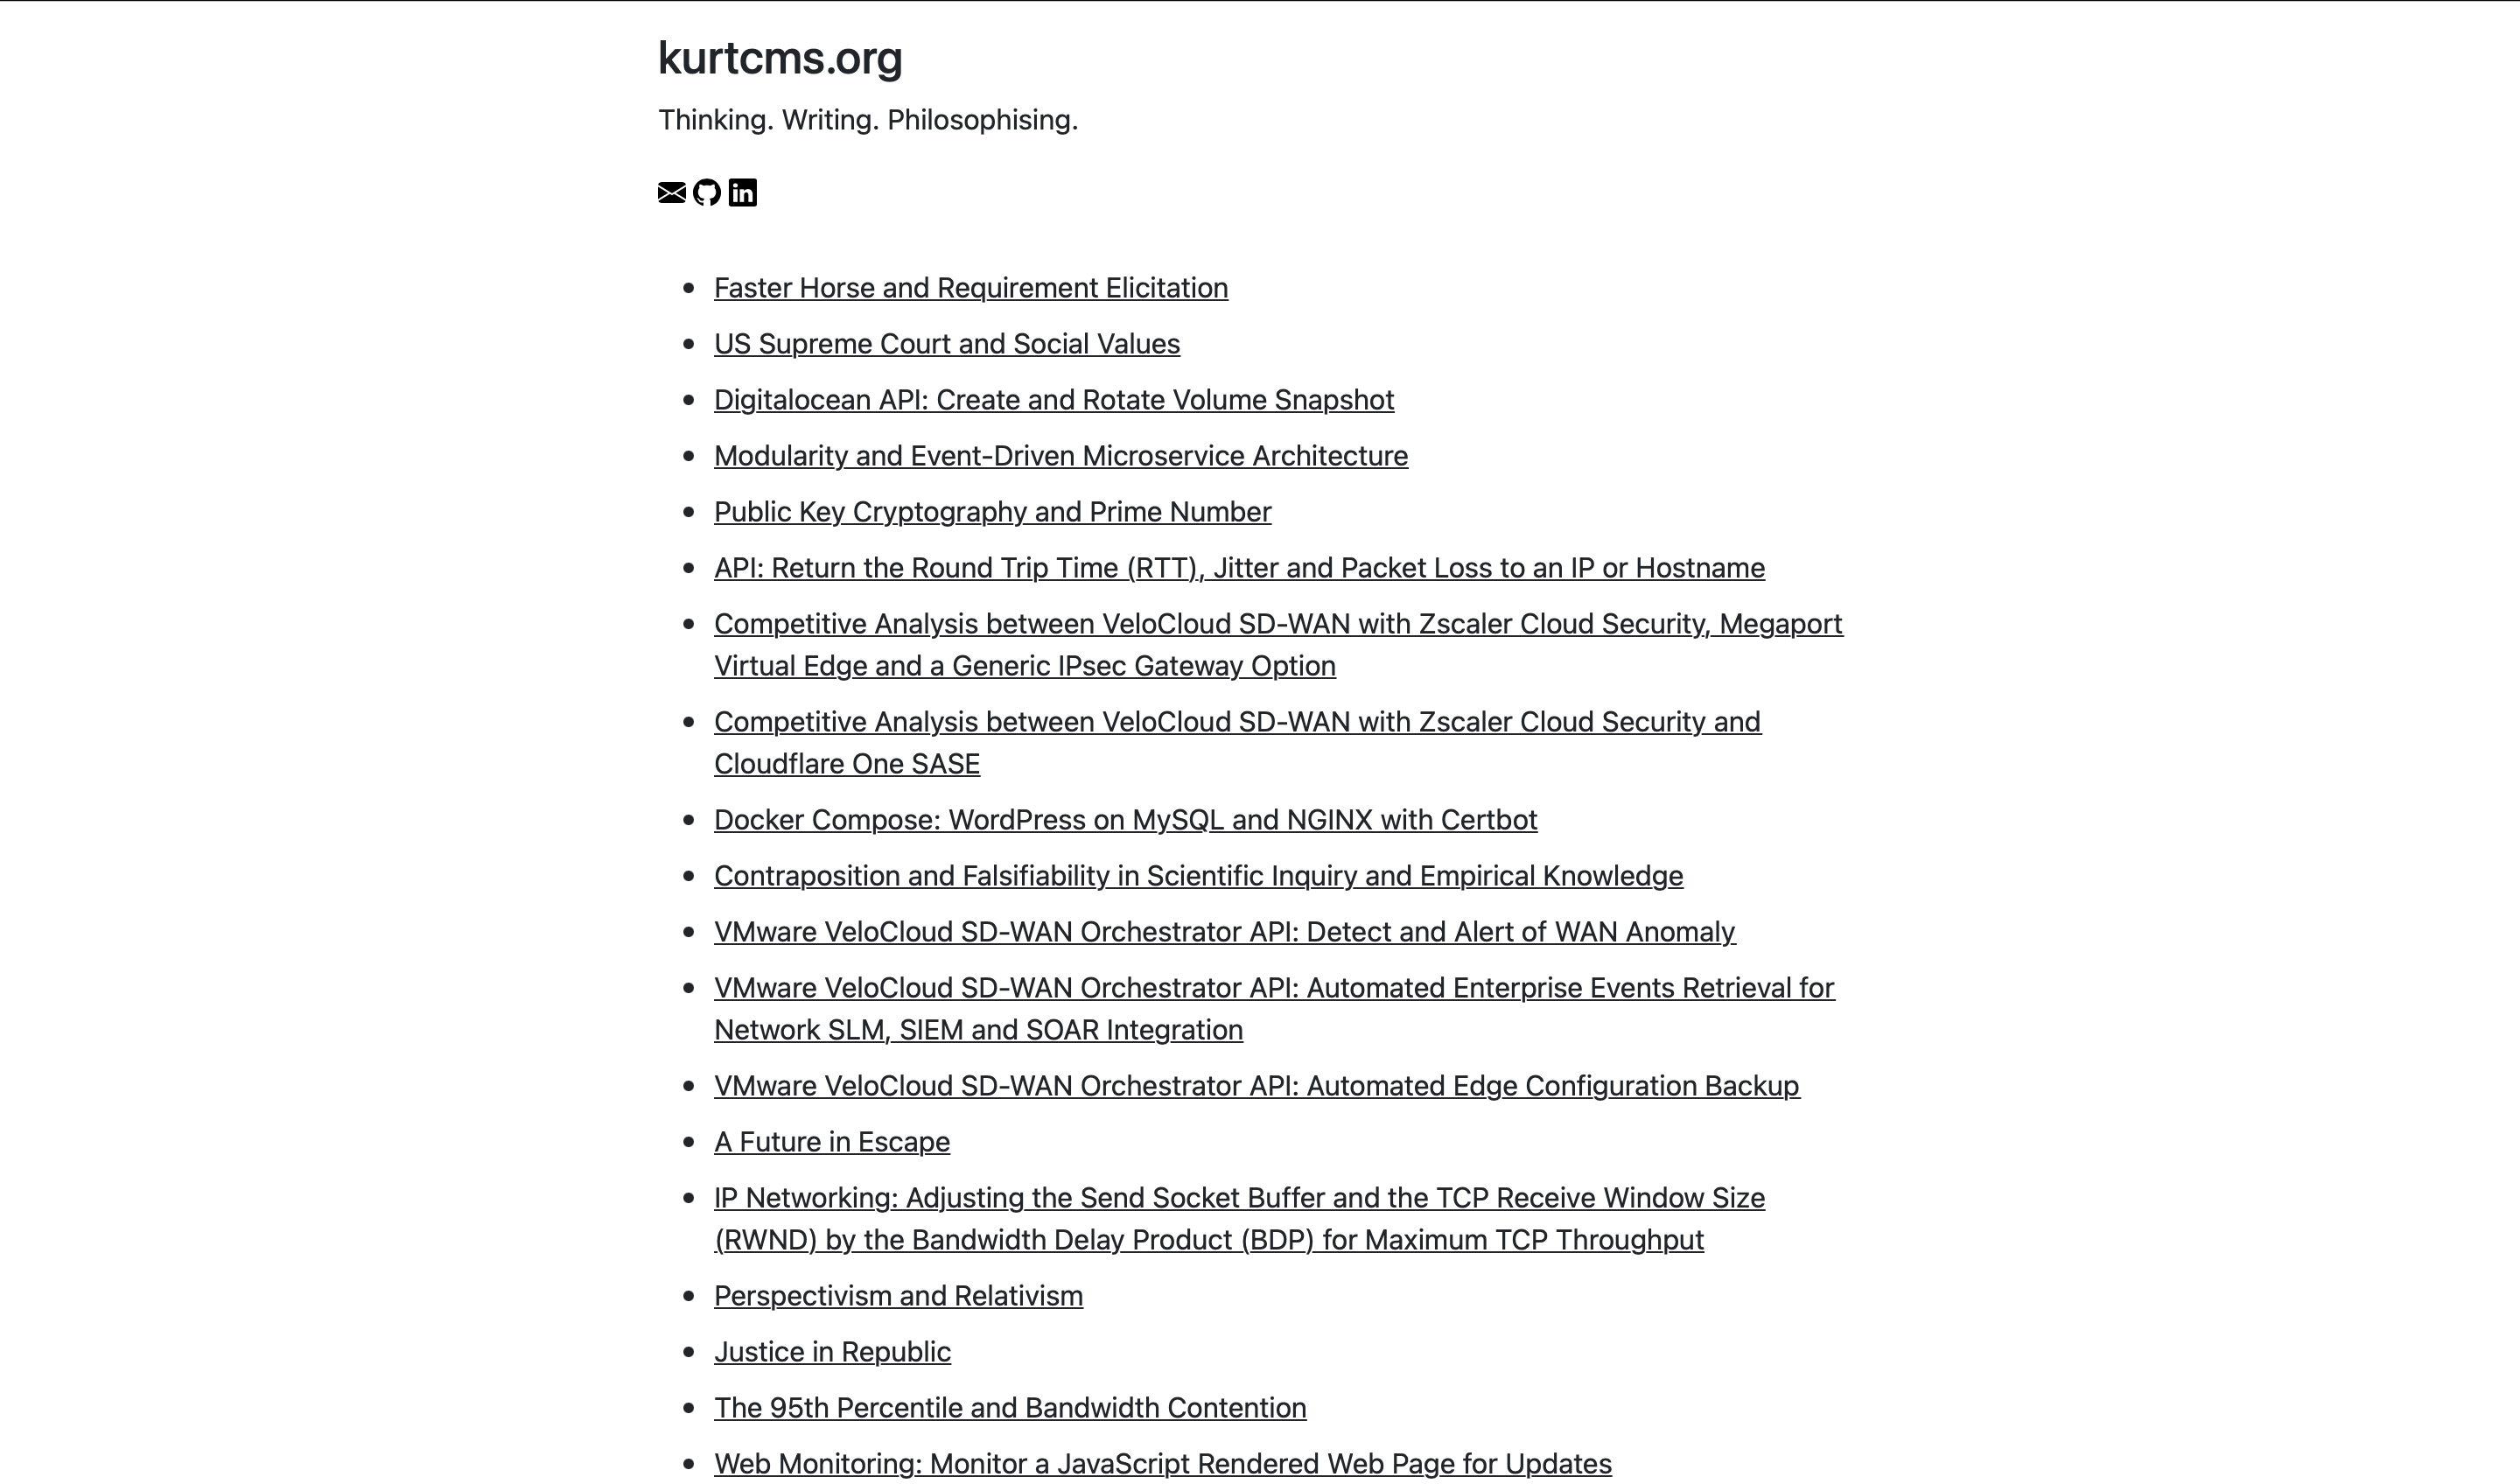 kurtcms.org
Thinking. Writing. Philosophising.
Faster Horse and Requirement Elicitation
US Supreme Court and Social Values
Digitalocean API: Create and Rotate Volume Snapshot
Modularity and Event-Driven Microservice Architecture
Public Key Cryptography and Prime Number
API: Return the Round Trip Time (RTT), Jitter and Packet Loss to an IP or Hostname
Competitive Analysis between VeloCloud SD-WAN with Zscaler Cloud Security, Megaport
Virtual Edge and a Generic IPsec Gateway Option
Competitive Analysis between VeloCloud SD-WAN with Zscaler Cloud Security and
Cloudflare One SASE
Docker Compose: WordPress on MySQL and NGINX with Certbot
Contraposition and Falsifiability in Scientific Inquiry and Empirical Knowledge
VMware VeloCloud SD-WAN Orchestrator API: Detect and Alert of WAN Anomaly
VMware VeloCloud SD-WAN Orchestrator API: Automated Enterprise Events Retrieval for
Network SLM, SIEM and SOAR Integration
VMware VeloCloud SD-WAN Orchestrator API: Automated Edge Configuration Backup
A Future in Escape
IP Networking: Adjusting the Send Socket Buffer and the TCP Receive Window Size
(RWND) by the Bandwidth Delay Product (BDP) for Maximum TCP Throughput
Perspectivism and Relativism
Justice in Republic
The 95th Percentile and Bandwidth Contention
Web Monitoring: Monitor a JavaScript Rendered Web Page for Updates